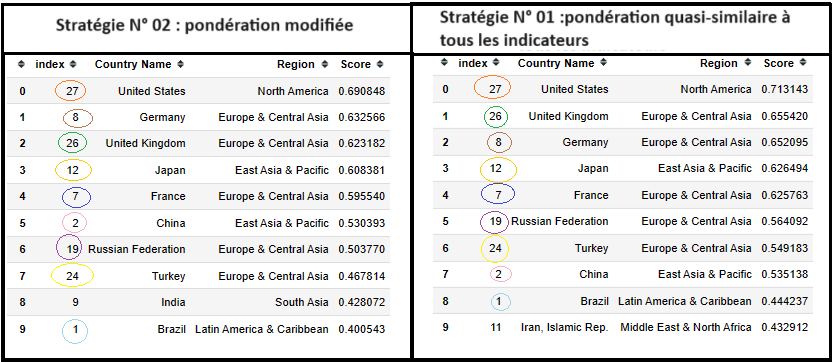 Stratégie N° 02 : pondération modifiée
index Country Name Region Score
0 27 United States North America 0.690848
1 8 Germany Europe & Central Asia 0.632566
2 26 United Kingdom Europe & Central Asia 0.623182
3 12 Japan East Asia & Pacific 0.608381
4 7 France Europe & Central Asia 0.595540
5 2 China East Asia & Pacific 0.530393
6 19 Russian Federation Europe & Central Asia 0.503770
7 24 Turkey Europe & Central Asia 0.467814
8 9 India South Asia 0.428072
9 1 Brazil Latin America & Caribbean 0.400543
Stratégie N° 01 :pondération quasi-similaire à
tous les indicateurs
index Country Name Region Score
0 27 United States North America 0.713143
1 26 United Kingdom Europe & Central Asia 0.655420
2 8 Germany Europe & Central Asia 0.652095
3 12 Japan East Asia & Pacific 0.626494
4 7 France Europe & Central Asia 0.625763
5 19 Russian Federation Europe & Central Asia 0.564092
6 24 Turkey Europe & Central Asia 0.549183
7 2 China East Asia & Pacific 0.535138
8 1 Brazil Latin America & Caribbean 0.444237
9 11 Iran, Islamic Rep. Middle East & North Africa 0.432912